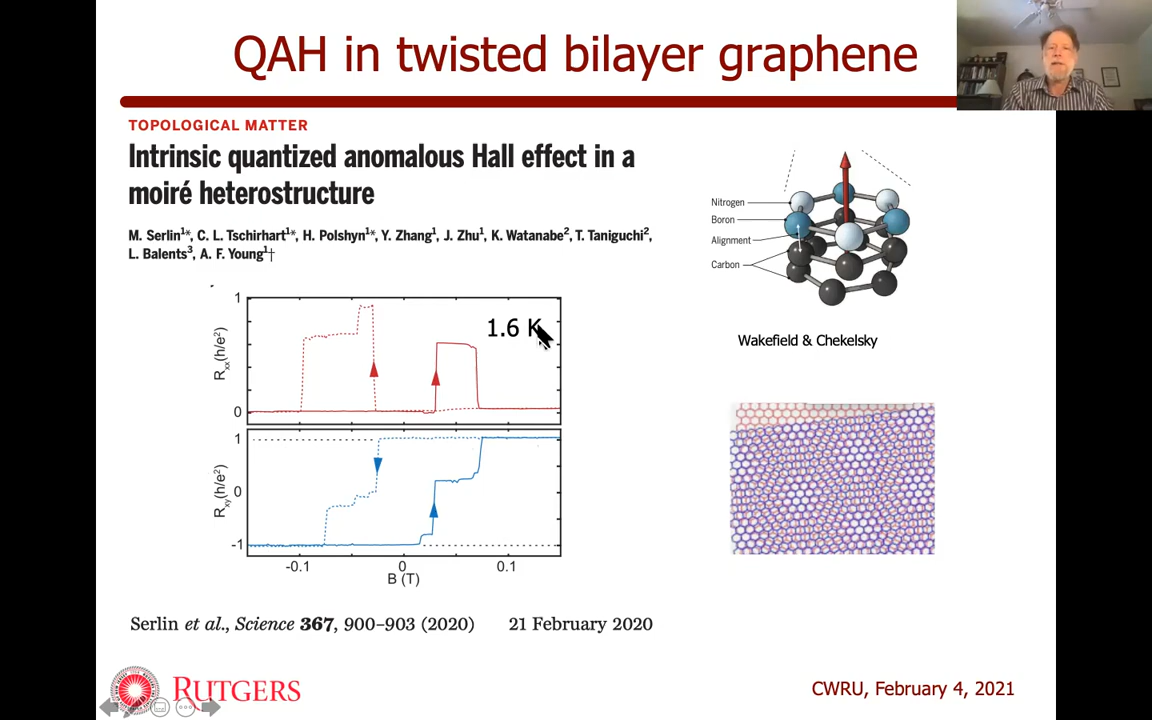 QAH in twisted bilayer graphene
TOPOLOGICAL MATTER
Intrinsic quantized anomalous Hall effect in a
moiré heterostructure
M. Serlin¹*, C. L. Tschirhart¹*, H. Polshyn¹*, Y. Zhang¹, J. Zhu¹, K. Watanabe², T. Taniguchi²,
L. Balents³, A. F. Young¹†
Nitrogen
Boron
Alignment
Carbon
Wakefield & Chekelsky
1
Rxx(h/e²)
0
1.6 K
1
Rxy(h/e²)
0
-1
-0.1 0 0.1
B (T)
Serlin et al., Science 367, 900–903 (2020) 21 February 2020
RUTGERS
CWRU, February 4, 2021